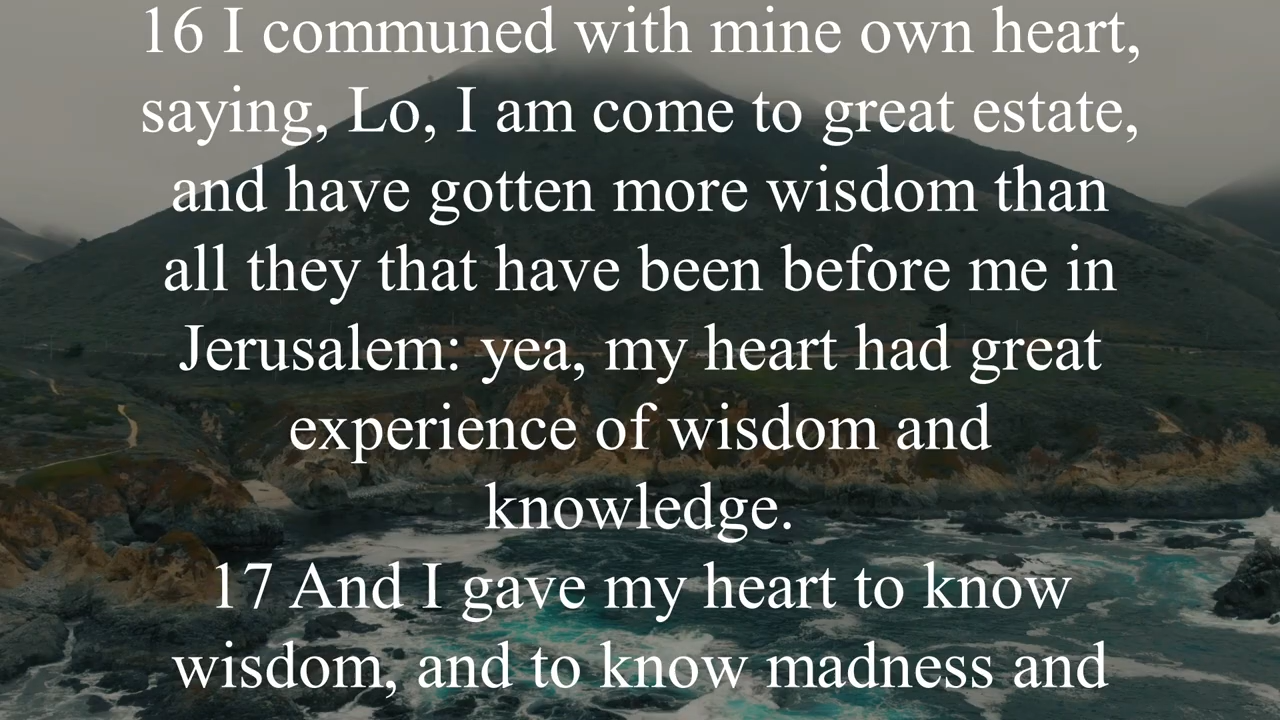 16 I communed with mine own heart,
saying, Lo, I am come to great estate,
and have gotten more wisdom than
all they that have been before me in
Jerusalem: yea, my heart had great
experience of wisdom and
knowledge.
17 And I gave my heart to know
wisdom, and to know madness and